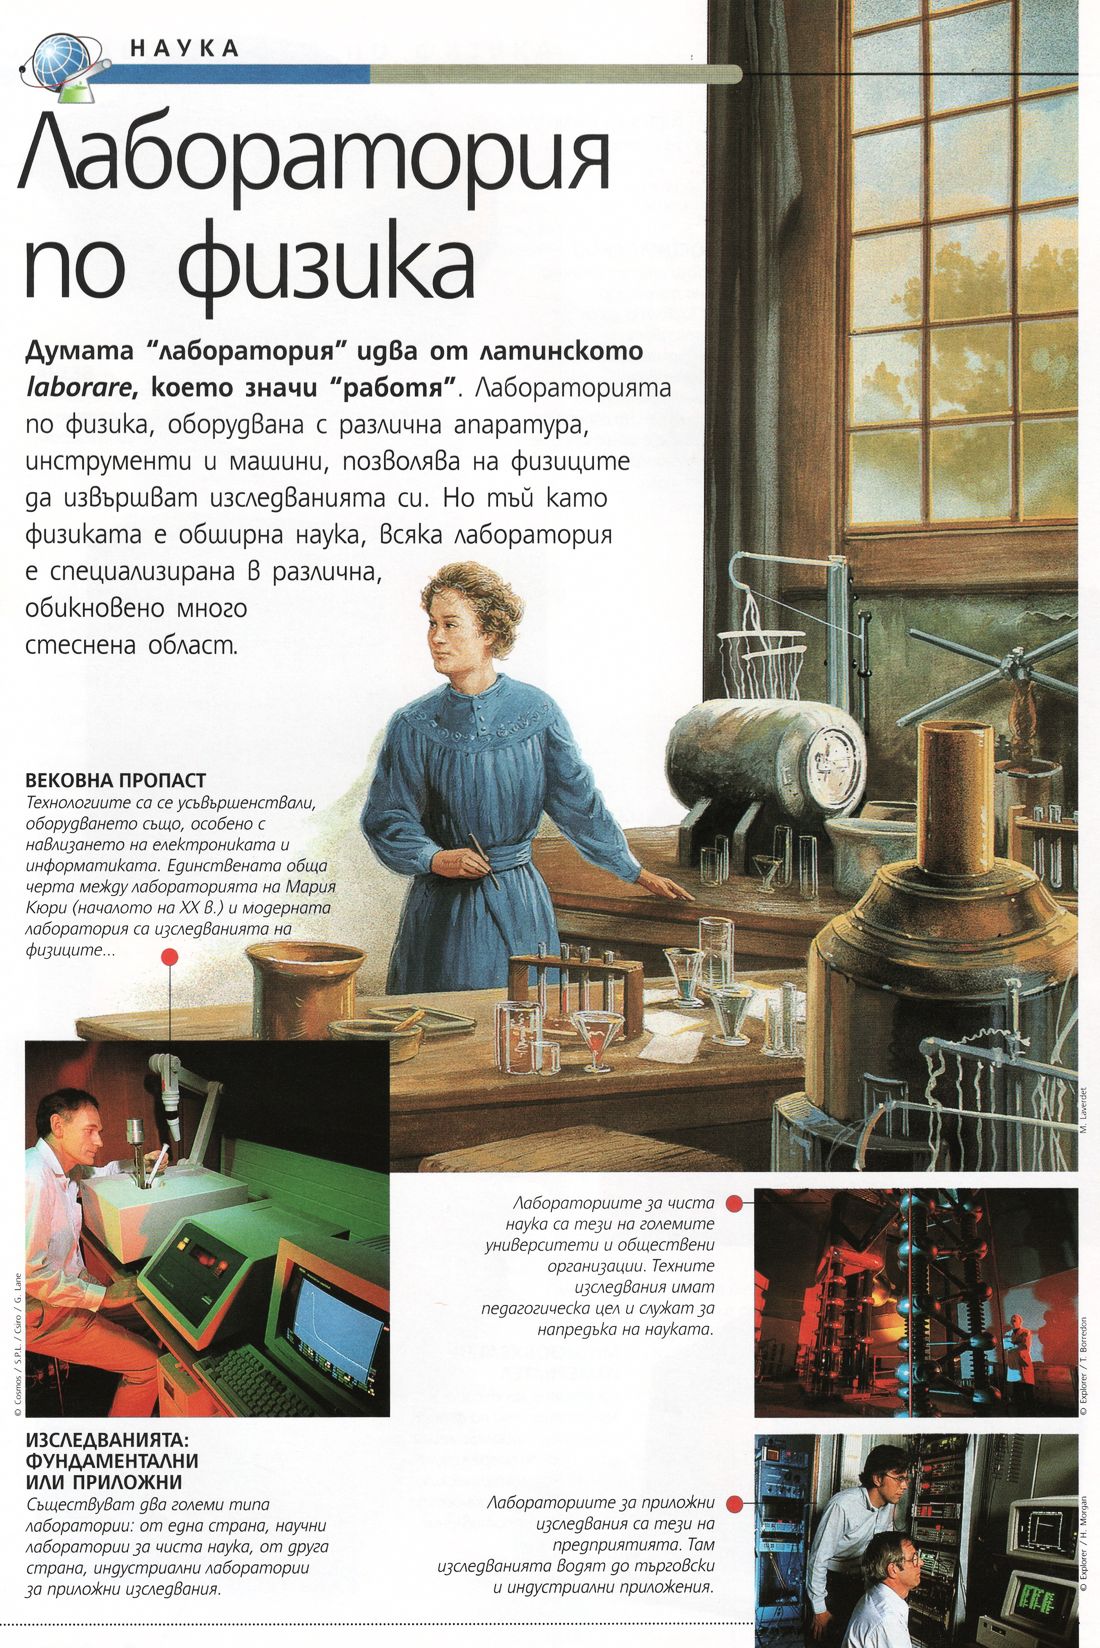 НАУКА
Лаборатория
по физика
Думата “лаборатория” идва от латинското
laborare, което значи “работя”. Лабораторията
по физика, оборудвана с различна апаратура,
инструменти и машини, позволява на физиците
да извършват изследванията си. Но тъй като
физиката е обширна наука, всяка лаборатория
е специализирана в различна,
обикновено много
стеснена област.
ВЕКОВНА ПРОПАСТ
Технологиите са се усъвършенствали,
оборудването също, особено с
навлизането на електрониката и
информатиката. Единствената обща
черта между лабораторията на Мария
Кюри (началото на XX в.) и модерната
лаборатория са изследванията на
физиците...
M. Laverdet
© Cosmos / S.P.L. / Csiro / G. Lane
Лабораториите за чиста
наука са тези на големите
университети и обществени
организации. Техните
изследвания имат
педагогическа цел и служат за
напредъка на науката.
© Explorer / T. Borredon
ИЗСЛЕДВАНИЯТА:
ФУНДАМЕНТАЛНИ
ИЛИ ПРИЛОЖНИ
Съществуват два големи типа
лаборатории: от една страна, научни
лаборатории за чиста наука, от друга
страна, индустриални лаборатории
за приложни изследвания.
Лабораториите за приложни
изследвания са тези на
предприятията. Там
изследванията водят до търговски
и индустриални приложения.
© Explorer / H. Morgan